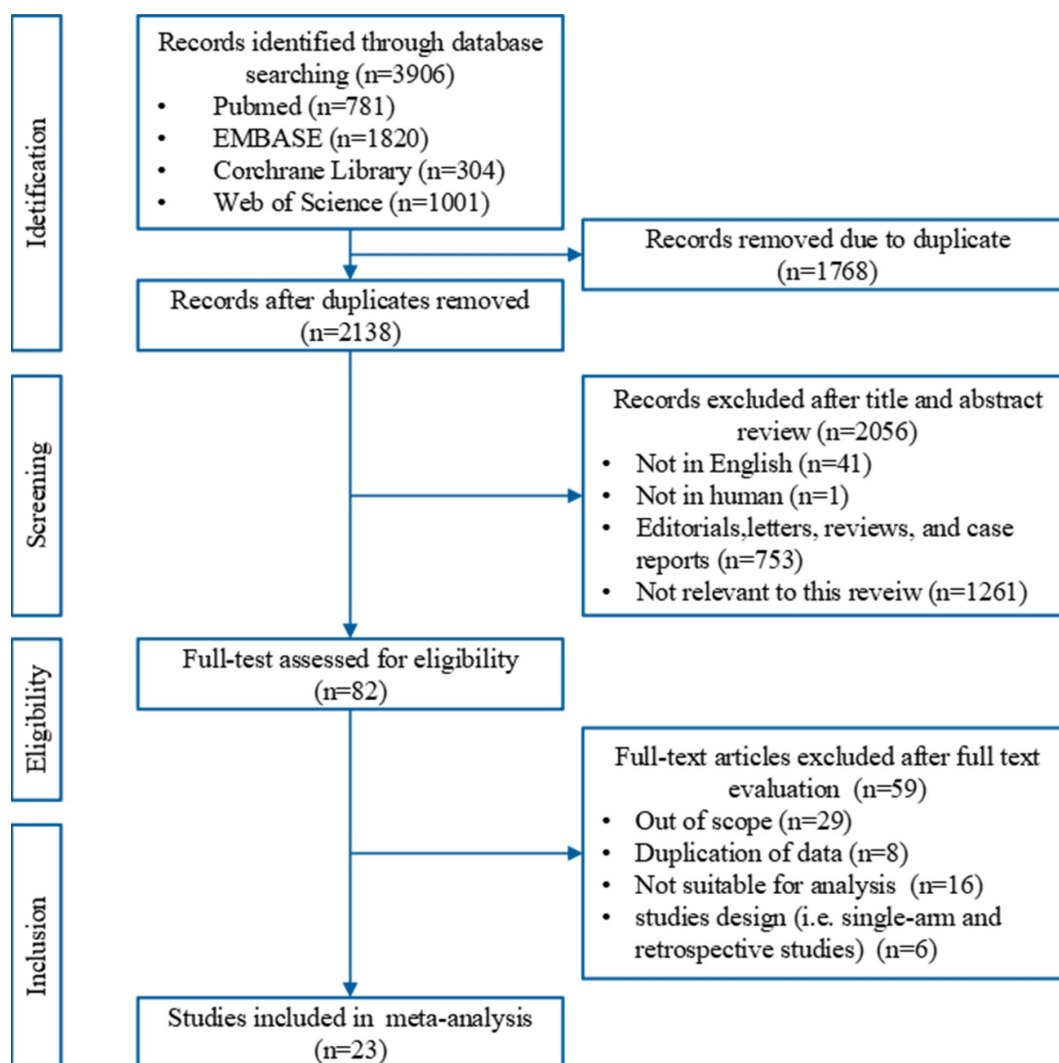 Idetification
Records identified through database
searching (n=3906)
• Pubmed (n=781)
• EMBASE (n=1820)
• Corchrane Library (n=304)
• Web of Science (n=1001)
Records removed due to duplicate
(n=1768)
Records after duplicates removed
(n=2138)
Screening
Records excluded after title and abstract
review (n=2056)
• Not in English (n=41)
• Not in human (n=1)
• Editorials,letters, reviews, and case
reports (n=753)
• Not relevant to this reveiw (n=1261)
Eligibility
Full-test assessed for eligibility
(n=82)
Full-text articles excluded after full text
evaluation (n=59)
• Out of scope (n=29)
• Duplication of data (n=8)
• Not suitable for analysis (n=16)
• studies design (i.e. single-arm and
retrospective studies) (n=6)
Inclusion
Studies included in meta-analysis
(n=23)